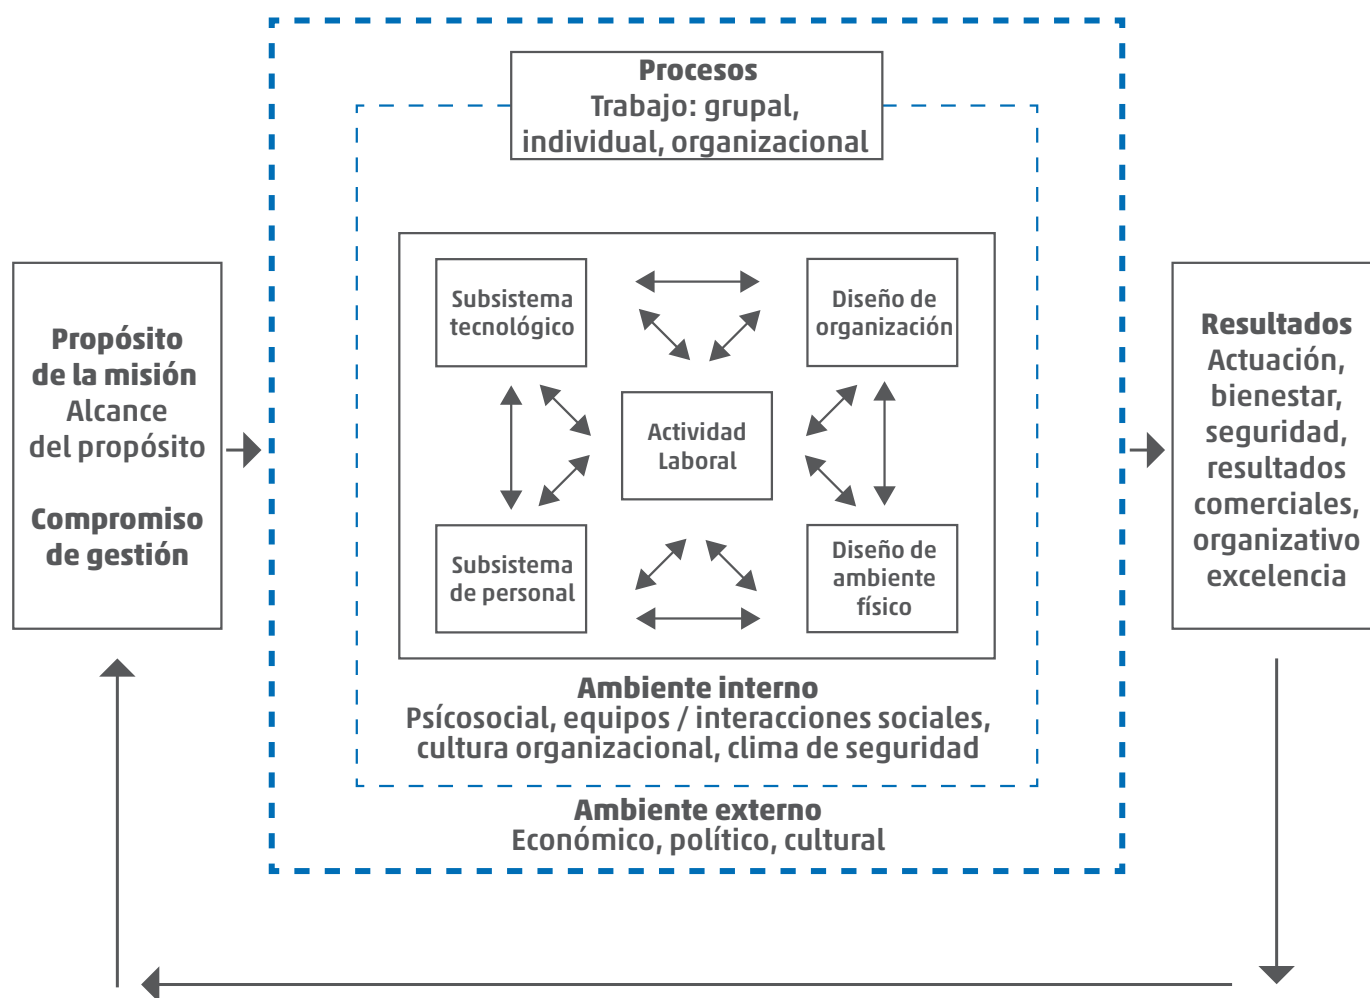 Procesos
Trabajo: grupal,
individual, organizacional
Propósito
de la misión
Alcance
del propósito
Compromiso
de gestión
Subsistema
tecnológico
Diseño de
organización
Actividad
Laboral
Subsistema
de personal
Diseño de
ambiente
físico
Ambiente interno
Psícosocial, equipos / interacciones sociales,
cultura organizacional, clima de seguridad
Ambiente externo
Económico, político, cultural
Resultados
Actuación,
bienestar,
seguridad,
resultados
comerciales,
organizativo
excelencia